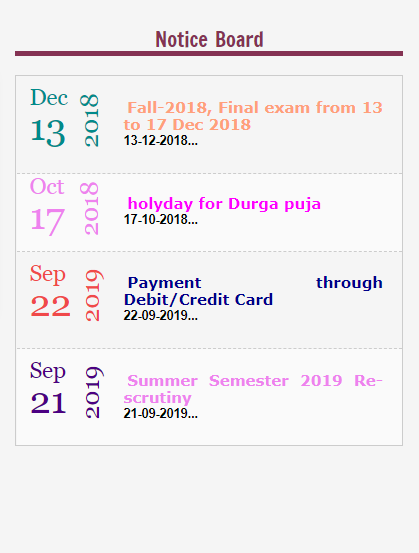 Notice Board
Dec
13
2018
Fall-2018, Final exam from 13
to 17 Dec 2018
13-12-2018...
Oct
17
2018
holyday for Durga puja
17-10-2018...
Sep
22
2019
Payment through
Debit/Credit Card
22-09-2019...
Sep
21
2019
Summer Semester 2019 Re-
scrutiny
21-09-2019...